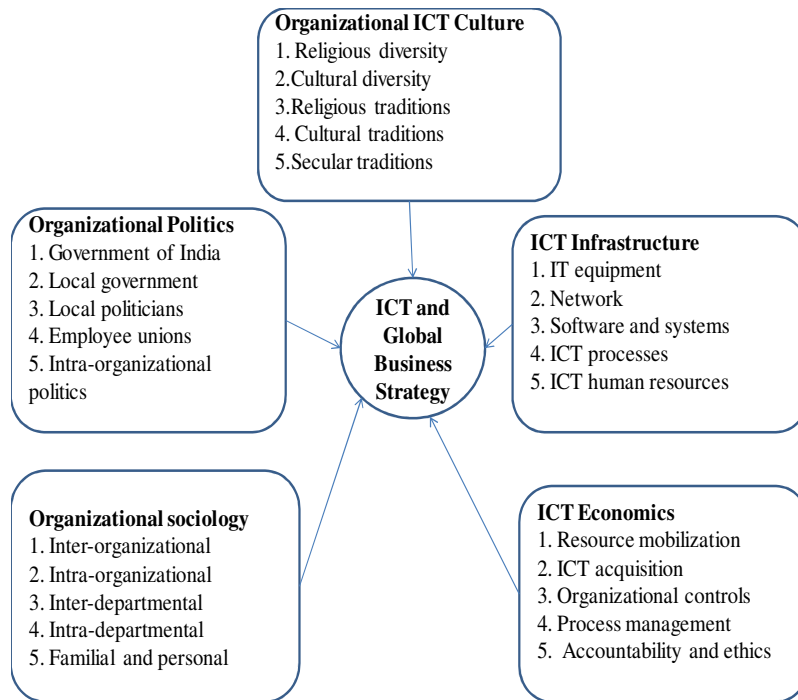 Organizational ICT Culture
1. Religious diversity
2.Cultural diversity
3.Religious traditions
4. Cultural traditions
5.Secular traditions
Organizational Politics
1. Government of India
2. Local government
3. Local politicians
4. Employee unions
5. Intra-organizational
politics
ICT and
Global
Business
Strategy
ICT Infrastructure
1. IT equipment
2. Network
3. Software and systems
4. ICT processes
5. ICT human resources
Organizational sociology
1. Inter-organizational
2. Intra-organizational
3. Inter-departmental
4. Intra-departmental
5. Familial and personal
ICT Economics
1. Resource mobilization
2. ICT acquisition
3. Organizational controls
4. Process management
5. Accountability and ethics